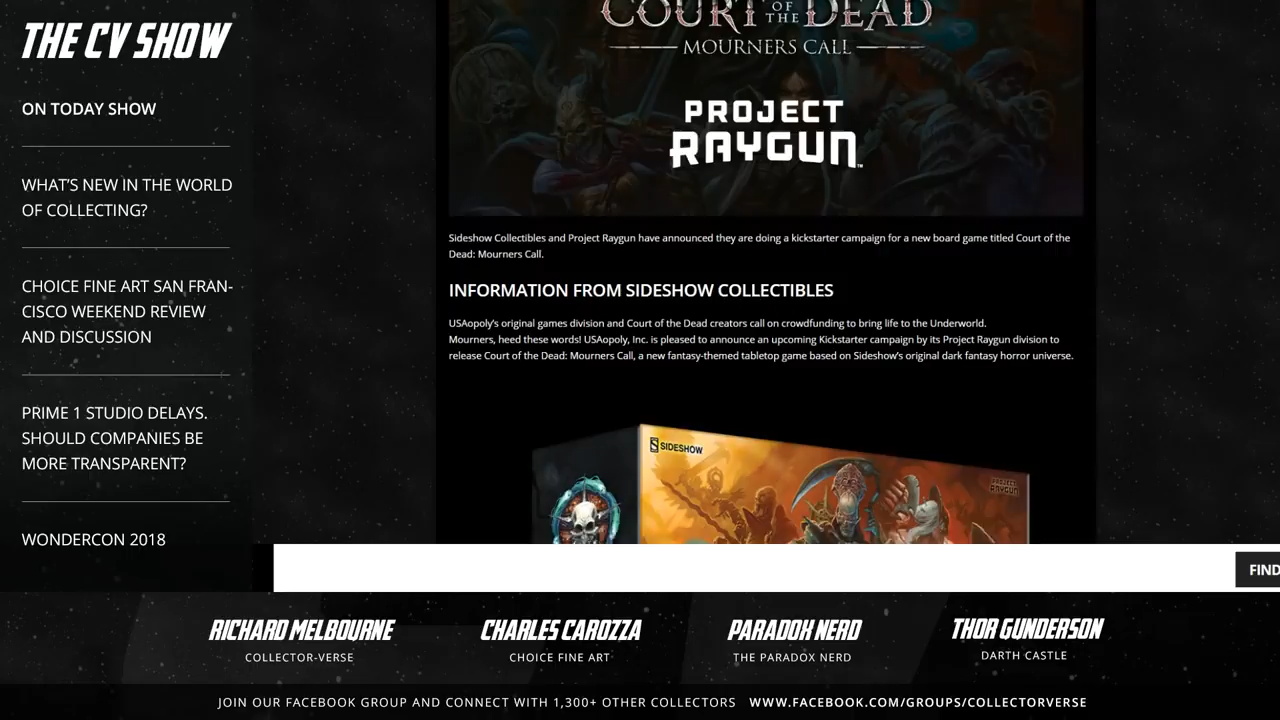 THE CV SHOW
ON TODAY SHOW
WHAT'S NEW IN THE WORLD
OF COLLECTING?
CHOICE FINE ART SAN FRAN-
CISCO WEEKEND REVIEW
AND DISCUSSION
PRIME 1 STUDIO DELAYS.
SHOULD COMPANIES BE
MORE TRANSPARENT?
WONDERCON 2018
COURT OF THE DEAD
MOURNERS CALL
PROJECT
RAYGUN™
Sideshow Collectibles and Project Raygun have announced they are doing a kickstarter campaign for a new board game titled Court of the
Dead: Mourners Call.
INFORMATION FROM SIDESHOW COLLECTIBLES
USAopoly's original games division and Court of the Dead creators call on crowdfunding to bring life to the Underworld.
Mourners, heed these words! USAopoly, Inc. is pleased to announce an upcoming Kickstarter campaign by its Project Raygun division to
release Court of the Dead: Mourners Call, a new fantasy-themed tabletop game based on Sideshow's original dark fantasy horror universe.
S SIDESHOW
PROJECT
RAYGUN
FIND
RICHARD MELBOURNE
COLLECTOR-VERSE
CHARLES CAROZZA
CHOICE FINE ART
PARADOX NERD
THE PARADOX NERD
THOR GUNDERSON
DARTH CASTLE
JOIN OUR FACEBOOK GROUP AND CONNECT WITH 1,300+ OTHER COLLECTORS WWW.FACEBOOK.COM/GROUPS/COLLECTORVERSE